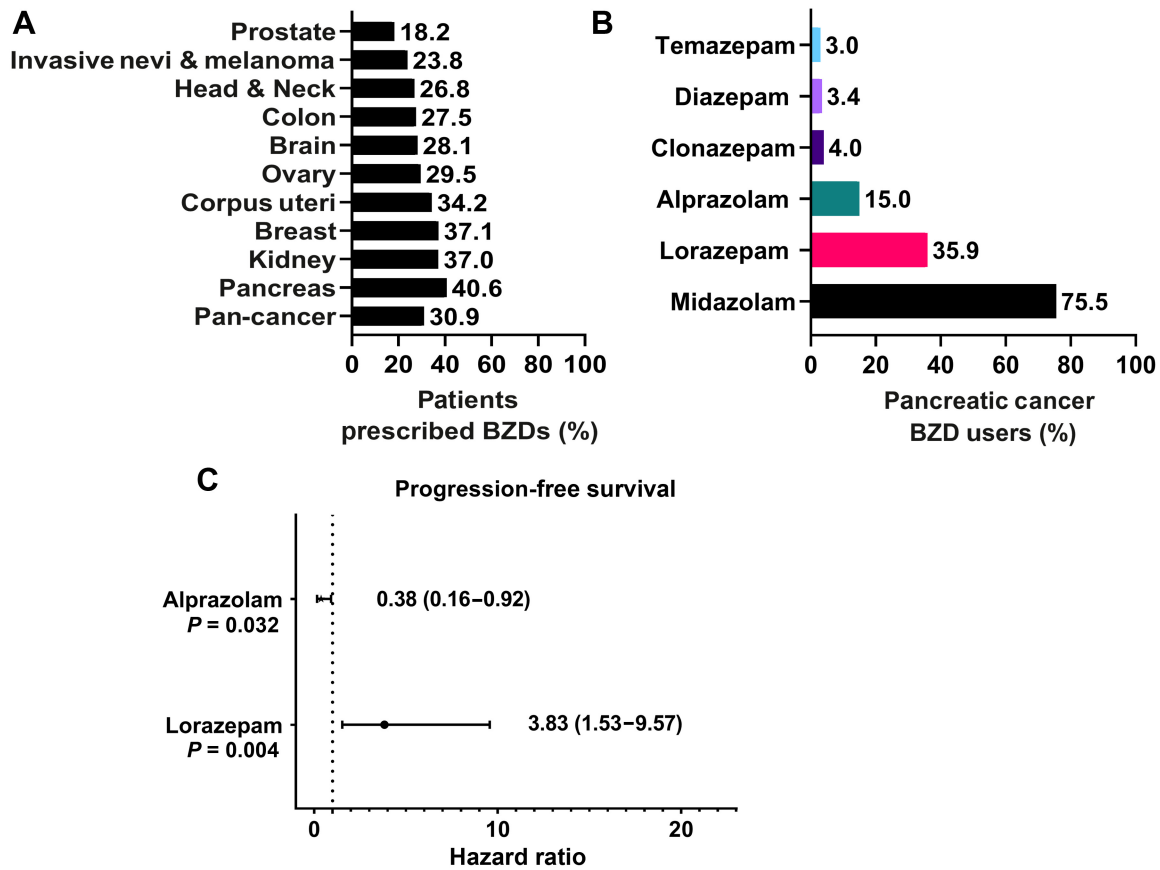 A
Prostate 18.2
Invasive nevi & melanoma 23.8
Head & Neck 26.8
Colon 27.5
Brain 28.1
Ovary 29.5
Corpus uteri 34.2
Breast 37.1
Kidney 37.0
Pancreas 40.6
Pan-cancer 30.9
0 20 40 60 80 100
Patients
prescribed BZDs (%)
B
Temazepam 3.0
Diazepam 3.4
Clonazepam 4.0
Alprazolam 15.0
Lorazepam 35.9
Midazolam 75.5
0 20 40 60 80 100
Pancreatic cancer
BZD users (%)
C
Progression-free survival
Alprazolam 0.38 (0.16–0.92)
P = 0.032
Lorazepam 3.83 (1.53–9.57)
P = 0.004
0 10 20
Hazard ratio